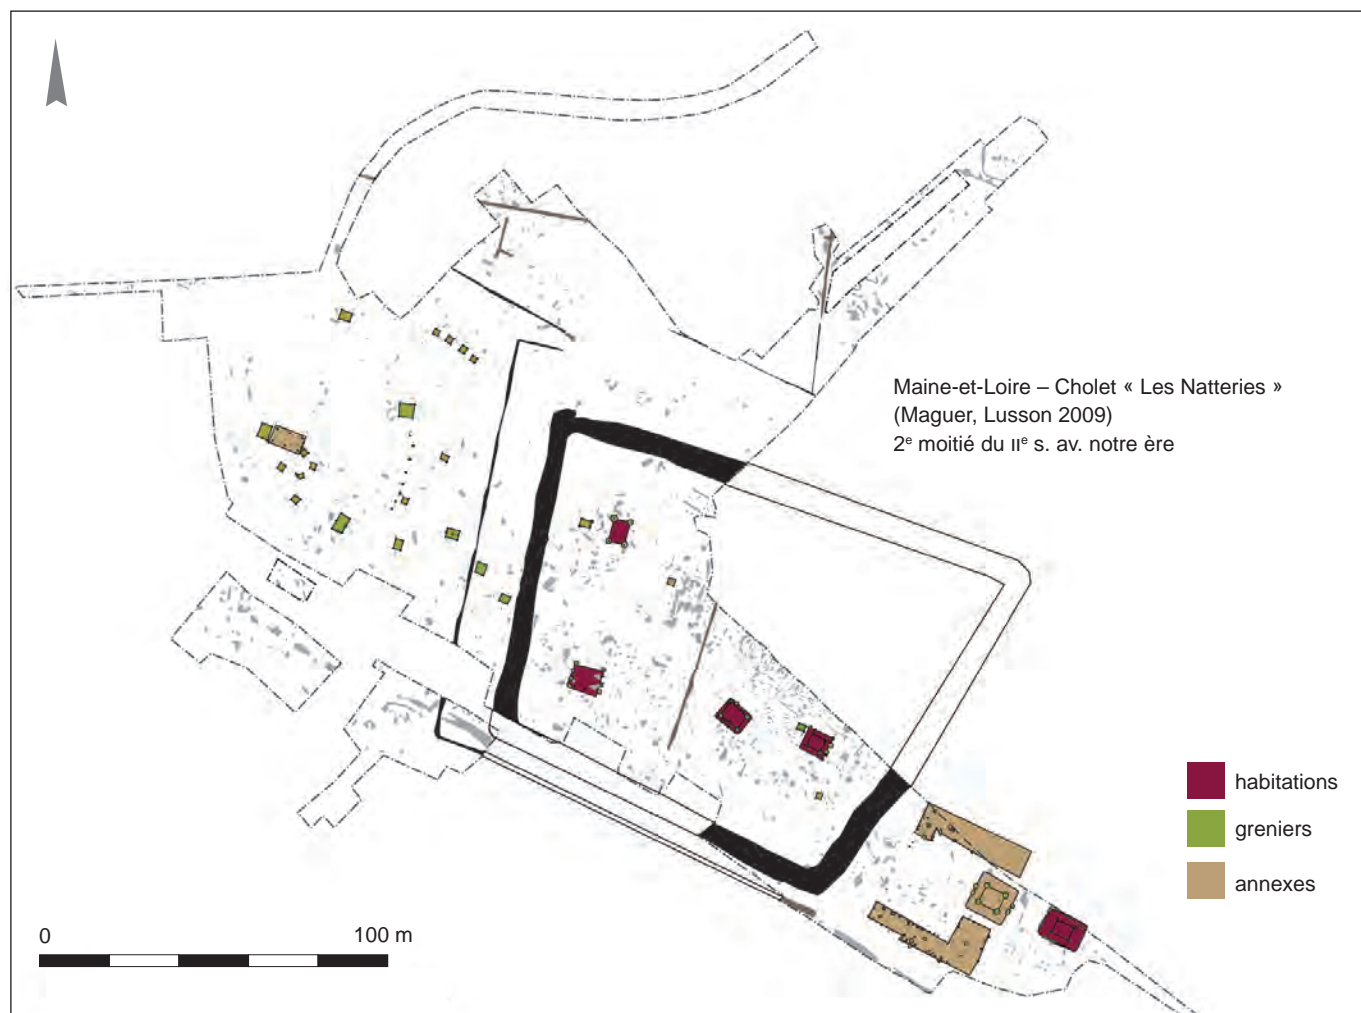 Maine-et-Loire – Cholet « Les Natteries »
(Maguer, Lusson 2009)
2e moitié du IIe s. av. notre ère
habitations
greniers
annexes
0 100 m